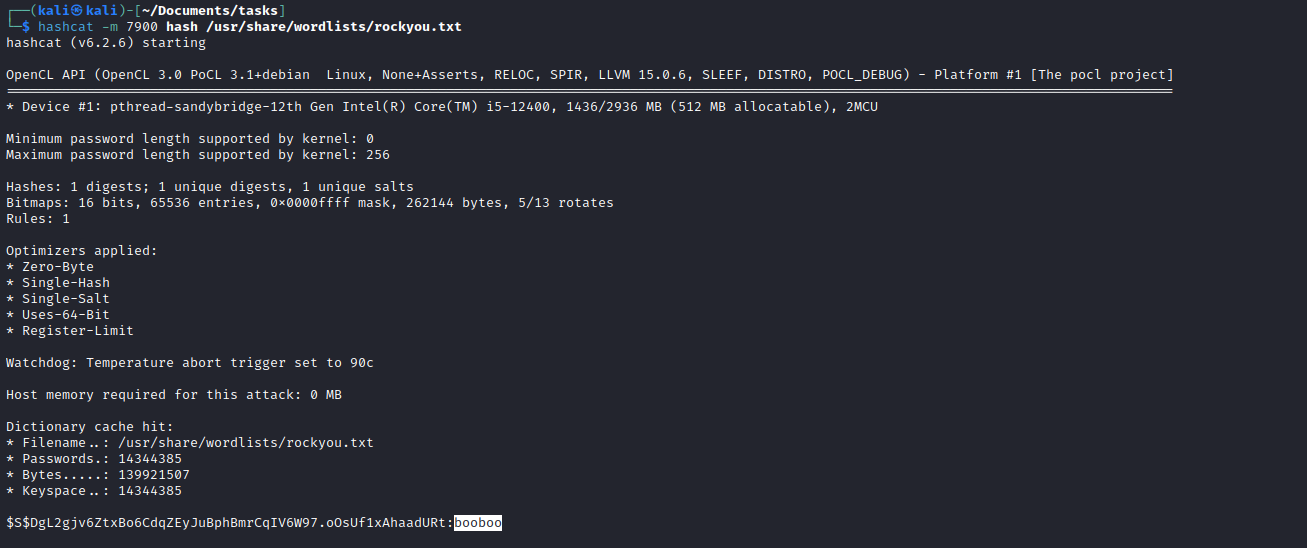 ┌──(kali㉿kali)-[~/Documents/tasks]
└─$ hashcat -m 7900 hash /usr/share/wordlists/rockyou.txt
hashcat (v6.2.6) starting
OpenCL API (OpenCL 3.0 PoCL 3.1+debian  Linux, None+Asserts, RELOC, SPIR, LLVM 15.0.6, SLEEF, DISTRO, POCL_DEBUG) - Platform #1 [The pocl project]
* Device #1: pthread-sandybridge-12th Gen Intel(R) Core(TM) i5-12400, 1436/2936 MB (512 MB allocatable), 2MCU
Minimum password length supported by kernel: 0
Maximum password length supported by kernel: 256
Hashes: 1 digests; 1 unique digests, 1 unique salts
Bitmaps: 16 bits, 65536 entries, 0x0000ffff mask, 262144 bytes, 5/13 rotates
Rules: 1
Optimizers applied:
* Zero-Byte
* Single-Hash
* Single-Salt
* Uses-64-Bit
* Register-Limit
Watchdog: Temperature abort trigger set to 90c
Host memory required for this attack: 0 MB
Dictionary cache hit:
* Filename..: /usr/share/wordlists/rockyou.txt
* Passwords.: 14344385
* Bytes.....: 139921507
* Keyspace..: 14344385
$S$DgL2gjv6ZtxBo6CdqZEyJuBphBmrCqIV6W97.oOsUf1xAhaadURt:booboo